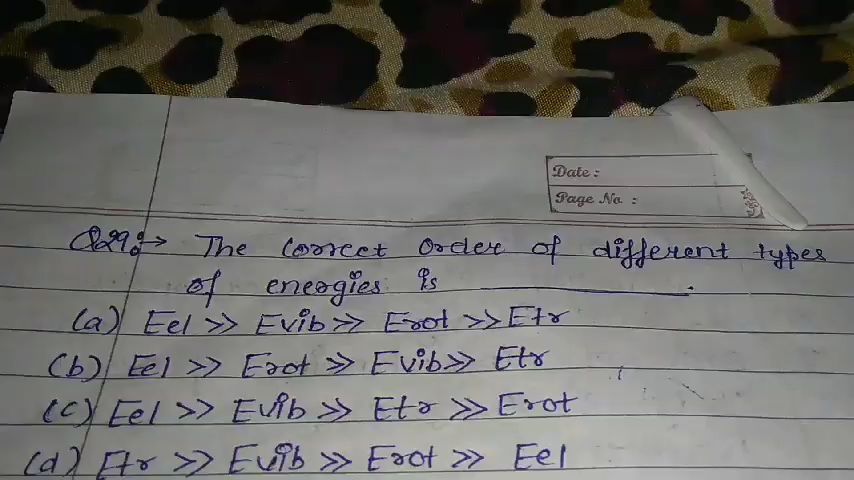 Date :
Page No. :
Q29:→ The correct order of different types
of energies is ________.
(a) Eel >> Evib >> Erot >> Etr
(b) Eel >> Erot >> Evib >> Etr
(c) Eel >> Evib >> Etr >> Erot
(d) Etr >> Evib >> Erot >> Eel